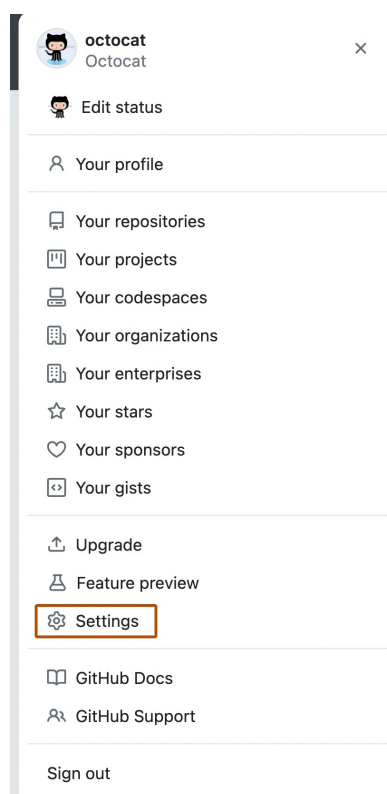 octocat
Octocat
Edit status
Your profile
Your repositories
Your projects
Your codespaces
Your organizations
Your enterprises
Your stars
Your sponsors
Your gists
Upgrade
Feature preview
Settings
GitHub Docs
GitHub Support
Sign out